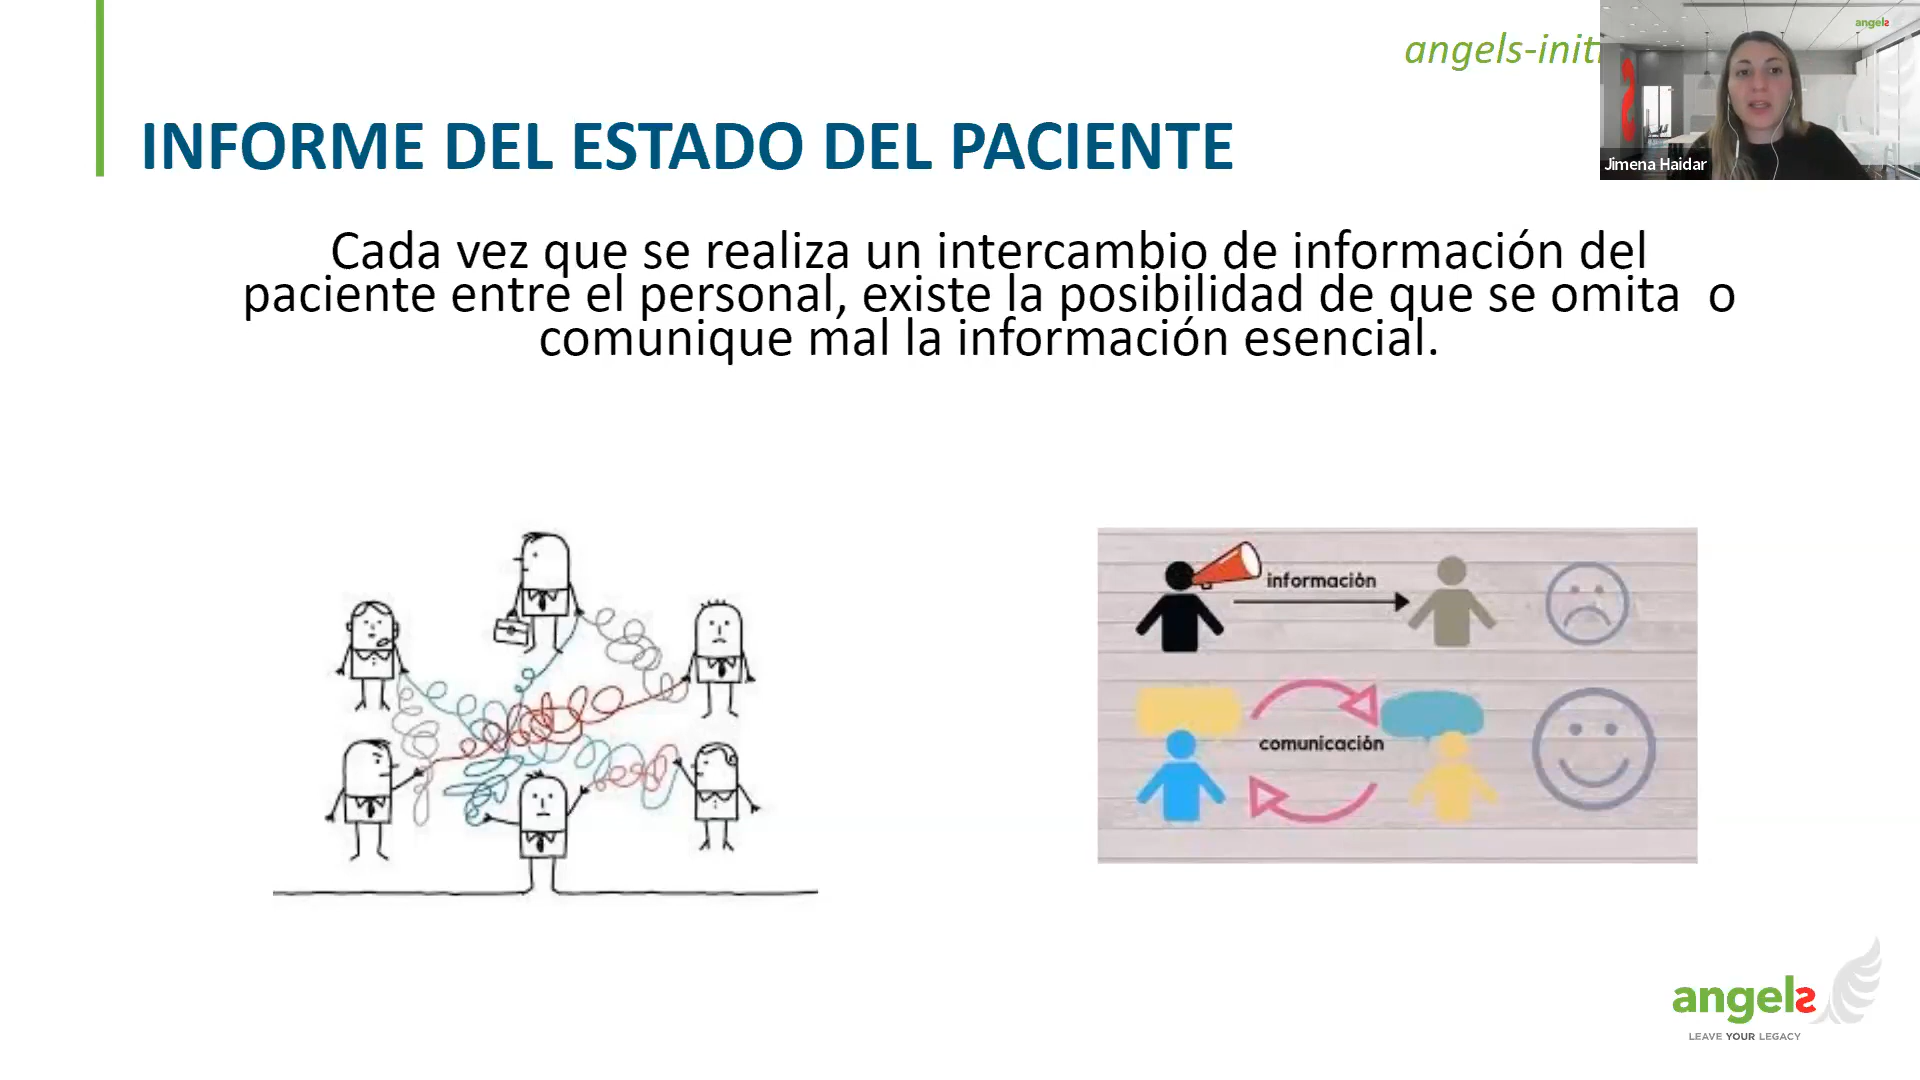 angels-init
angels
Jimena Haidar
INFORME DEL ESTADO DEL PACIENTE
Cada vez que se realiza un intercambio de información del
paciente entre el personal, existe la posibilidad de que se omita  o
comunique mal la información esencial.
información
comunicación
angels
LEAVE YOUR LEGACY